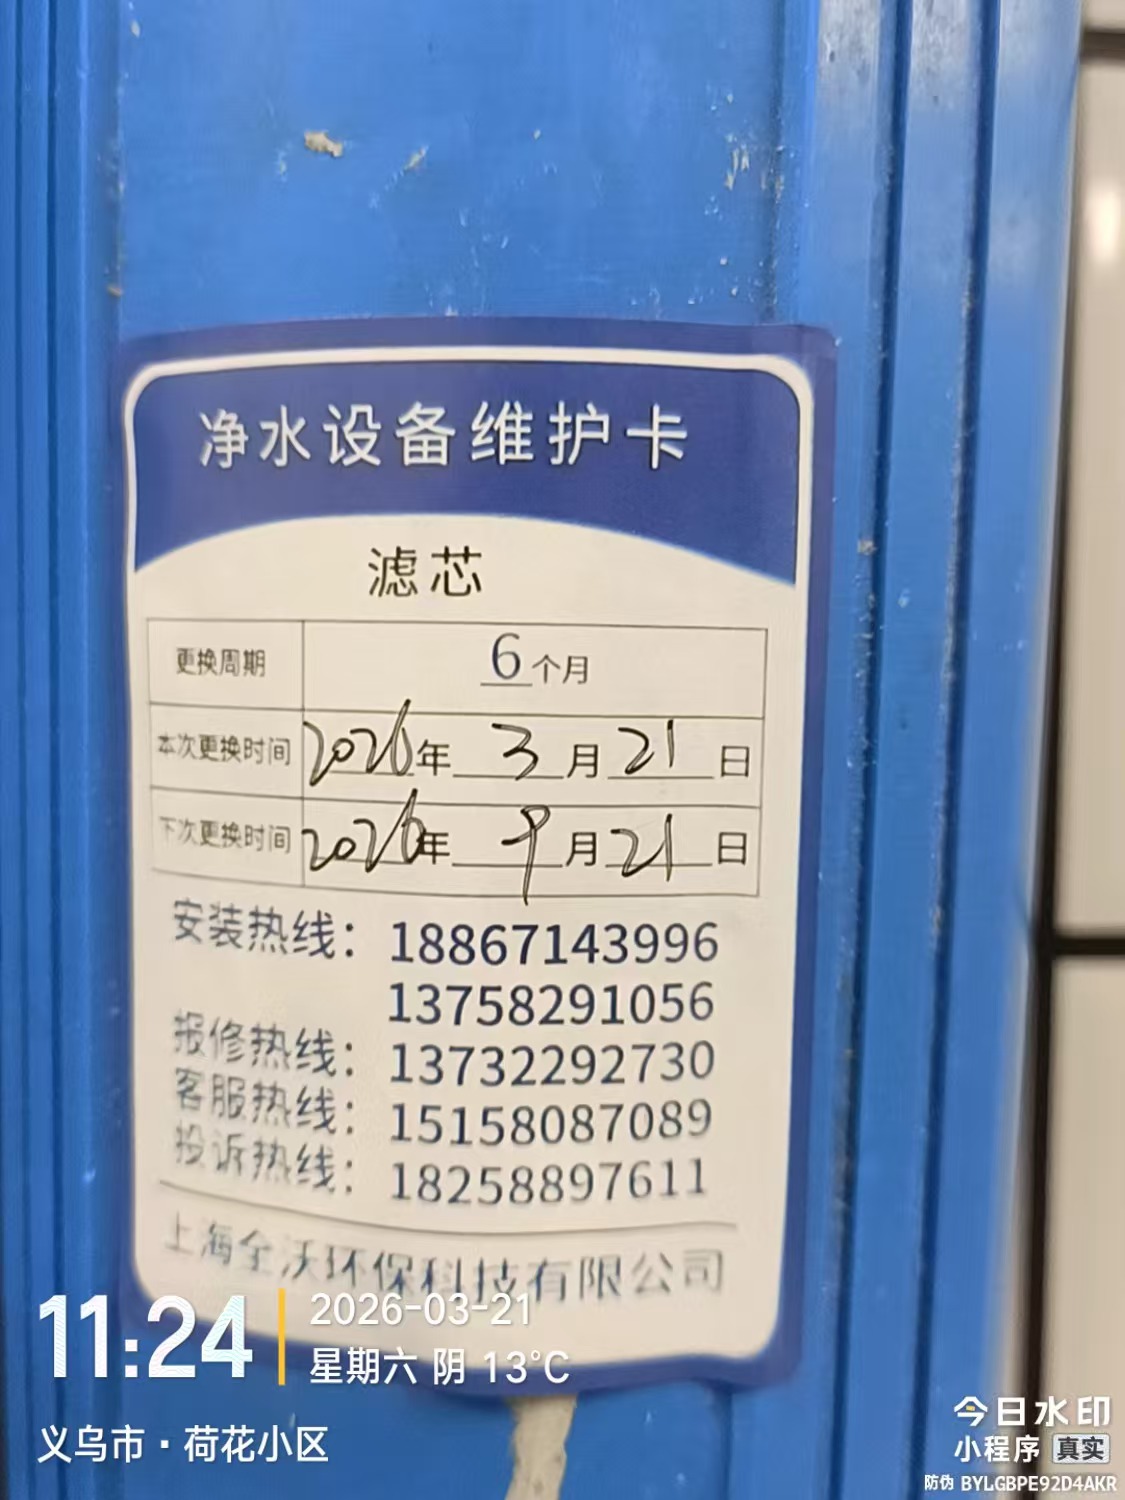 净水设备维护卡
滤芯
更换周期 6个月
本次更换时间 2026年 3月 21日
下次更换时间 2026年 9月 21日
安装热线：18867143996
13758291056
报修热线：13732292730
客服热线：15158087089
投诉热线：18258897611
上海全沃环保科技有限公司
11:24
2026-03-21
星期六 阴 13°C
义乌市·荷花小区
今日水印
小程序 真实
防伪 BYLGBPE92D4AKR